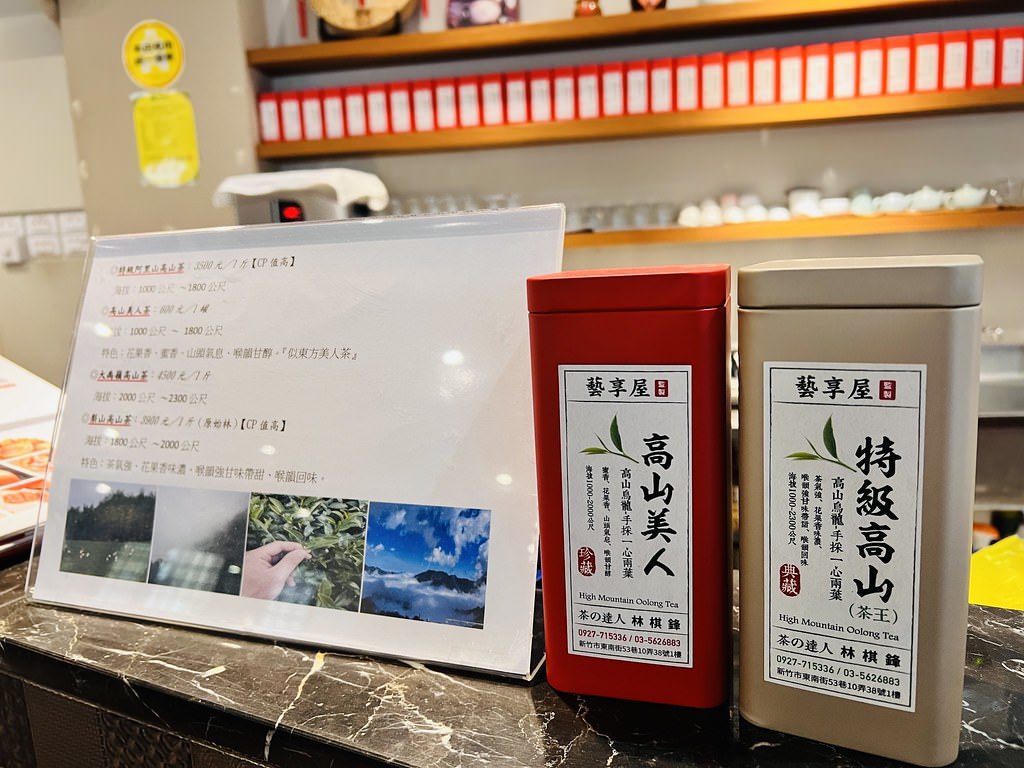 ◎特級阿里山高山茶：3500元/1斤【CP值高】
海拔：1000公尺 ～1800公尺
◎高山美人茶：600元/1罐
海拔：1000公尺 ～ 1800公尺
特色：花果香、蜜香、山頭氣息、喉韻甘醇。『似東方美人茶』
◎大禹嶺高山茶：4500元/1斤
海拔：2000公尺 ～2300公尺
◎梨山高山茶：3900元/1斤(原始林)【CP值高】
海拔：1800公尺 ～2000公尺
特色：茶氣強、花果香味濃、喉韻強甘味帶甜、喉韻回味。
藝享屋 監製
高山美人
高山烏龍-手採一心兩葉
蜜香、花果香、山頭氣息、喉韻甘醇
海拔1000-2000公尺
珍藏
High Mountain Oolong Tea
茶の達人 林棋鋒
0927-715336 / 03-5626883
新竹市東南街53巷10弄38號1樓
藝享屋 監製
特級高山
(茶王)
高山烏龍-手採一心兩葉
茶氣強、花果香味濃、
喉韻強甘味帶甜、喉韻回味
海拔1000-2300公尺
典藏
High Mountain Oolong Tea
茶の達人 林棋鋒
0927-715336 / 03-5626883
新竹市東南街53巷10弄38號1樓